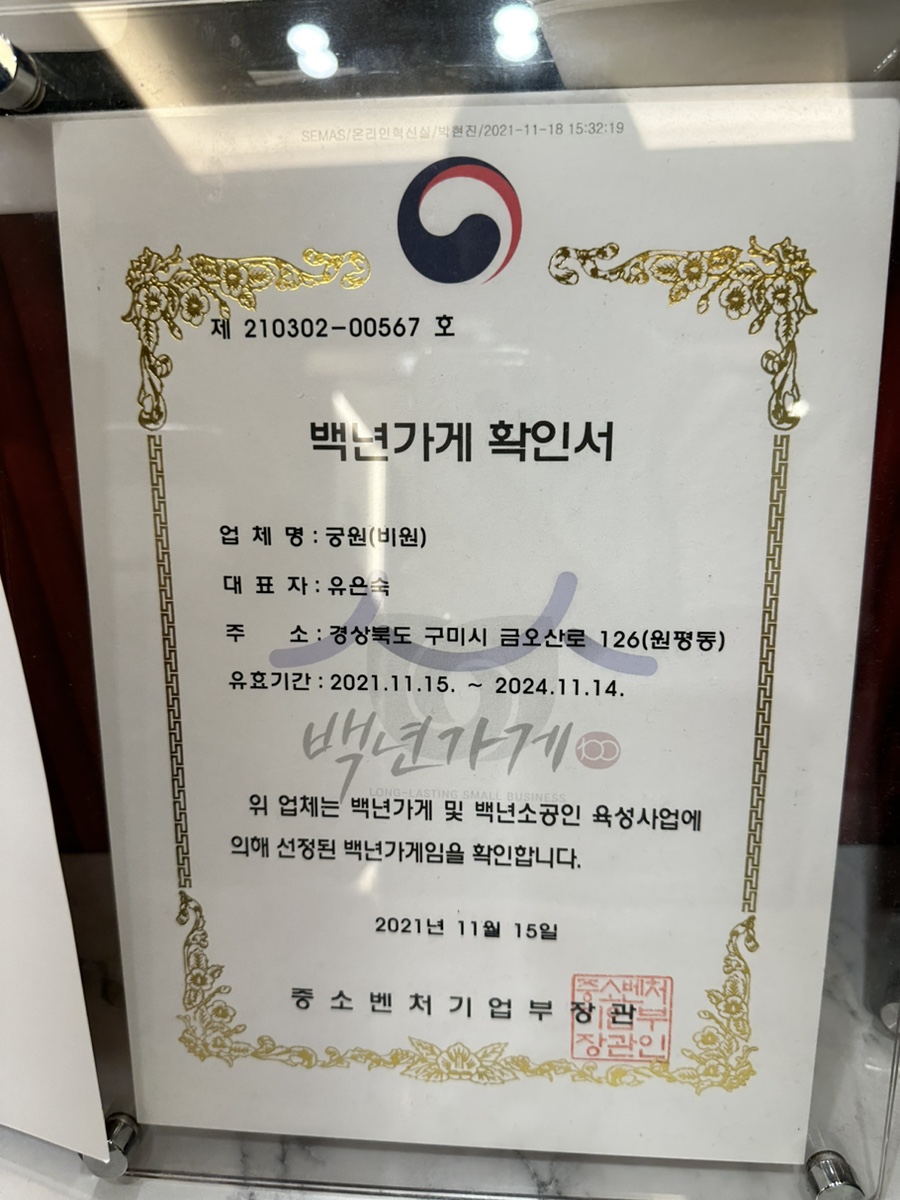 SEMAS/온라인혁신실/박현진/2021-11-18 15:32:19
제 210302-00567 호
백년가게 확인서
업 체 명 : 궁원(비원)
대 표 자 : 유은숙
주 소 : 경상북도 구미시 금오산로 126(원평동)
유효기간 : 2021.11.15. ~ 2024.11.14.
백년가게 100
LONG-LASTING SMALL BUSINESS
위 업체는 백년가게 및 백년소공인 육성사업에
의해 선정된 백년가게임을 확인합니다.
2021년 11월 15일
중소벤처기업부장관
중소벤처
기업부
장관인